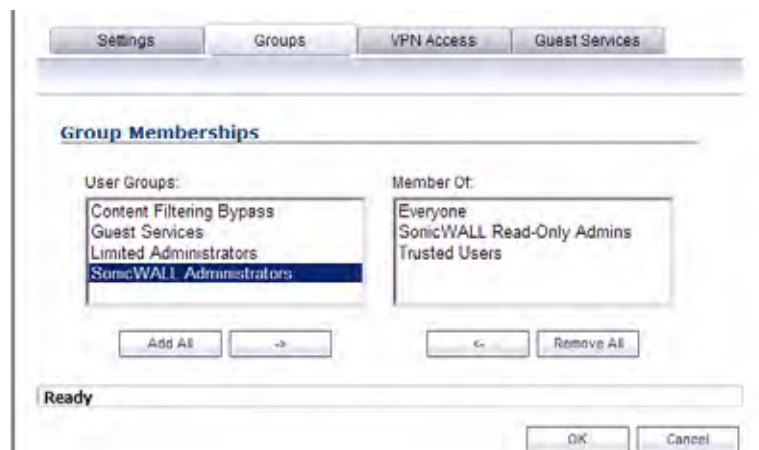 Settings Groups VPN Access Guest Services
Group Memberships
User Groups:
Content Filtering Bypass
Guest Services
Limited Administrators
SonicWALL Administrators
Member Of:
Everyone
SonicWALL Read-Only Admins
Trusted Users
Add All -> <- Remove All
Ready
OK Cancel